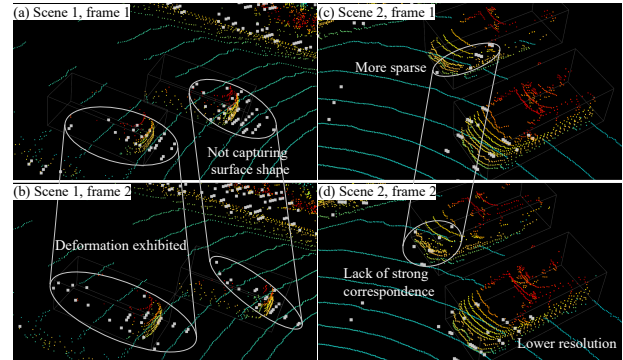 (a) Scene 1, frame 1
(c) Scene 2, frame 1
More sparse
Not capturing
surface shape
(b) Scene 1, frame 2
(d) Scene 2, frame 2
Deformation exhibited
Lack of strong
correspondence
Lower resolution